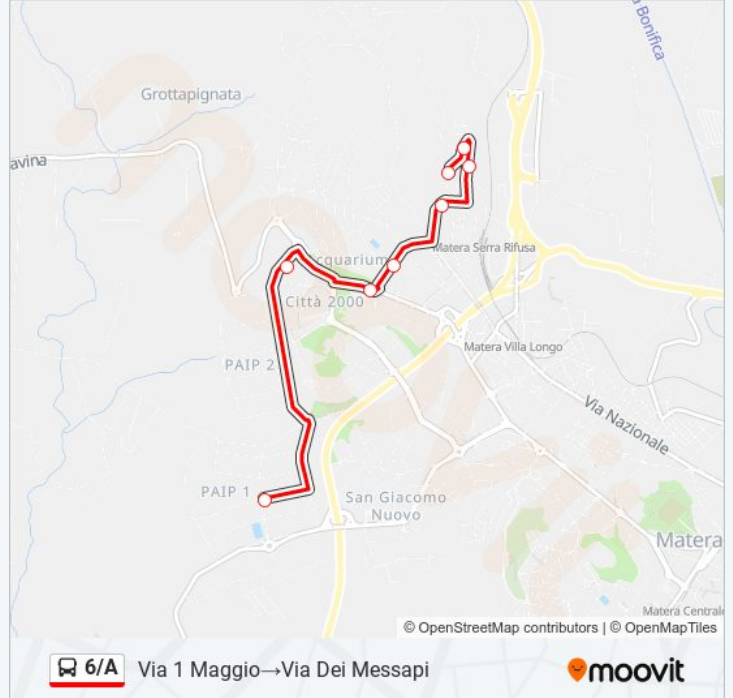 a Bonifica
Grottapignata
avina
Matera Serra Rifusa
cquarium
Città 2000
Matera Villa Longo
PAIP 2
Via Nazionale
PAIP 1
San Giacomo
Nuovo
Matera
Matera Centrale
© OpenStreetMap contributors | © OpenMapTiles
6/A Via 1 Maggio→Via Dei Messapi moovit